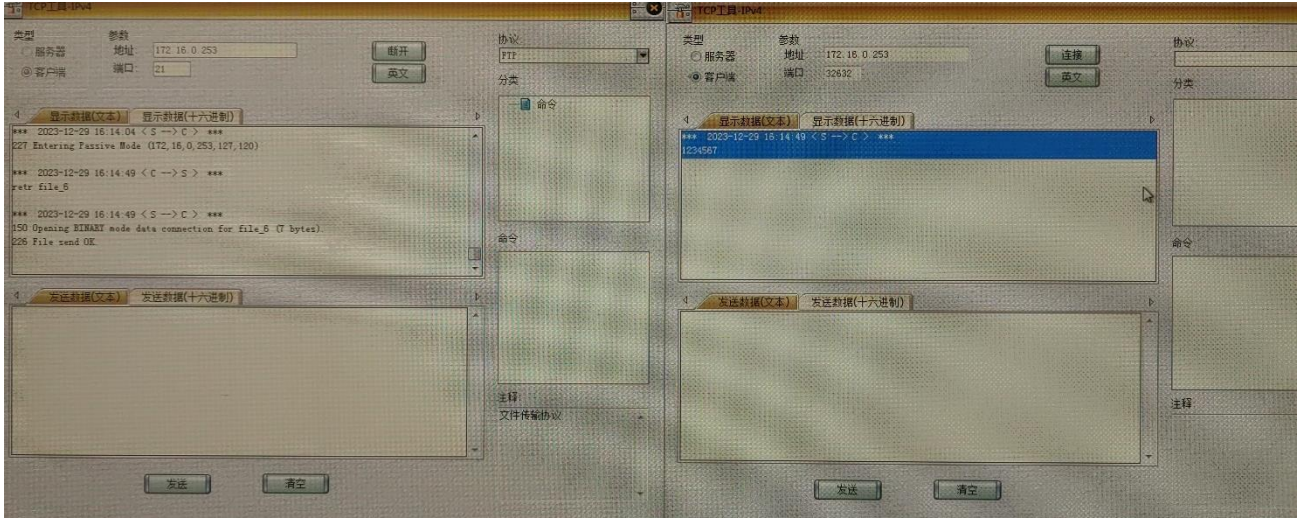 TCP工具-IPv4
类型
参数
服务器
地址
172.16.0.253
断开
客户端
端口:
21
英文
协议:
FTP
分类
命令
显示数据(文本)
显示数据(十六进制)
*** 2023-12-29 16:14:04 < S --> C > ***
227 Entering Passive Mode (172,16,0,253,127,120)
*** 2023-12-29 16:14:49 < C --> S > ***
retr file_6
*** 2023-12-29 16:14:49 < S --> C > ***
150 Opening BINARY mode data connection for file_6 (7 bytes).
226 File send OK.
命令
发送数据(文本)
发送数据(十六进制)
注释
文件传输协议
发送
清空
TCP工具-IPv4
类型
参数
服务器
地址
172.16.0.253
连接
客户端
端口
32632
英文
协议:
分类
显示数据(文本)
显示数据(十六进制)
*** 2023-12-29 16:14:49 < S --> C > ***
1234567
命令
发送数据(文本)
发送数据(十六进制)
注释
发送
清空